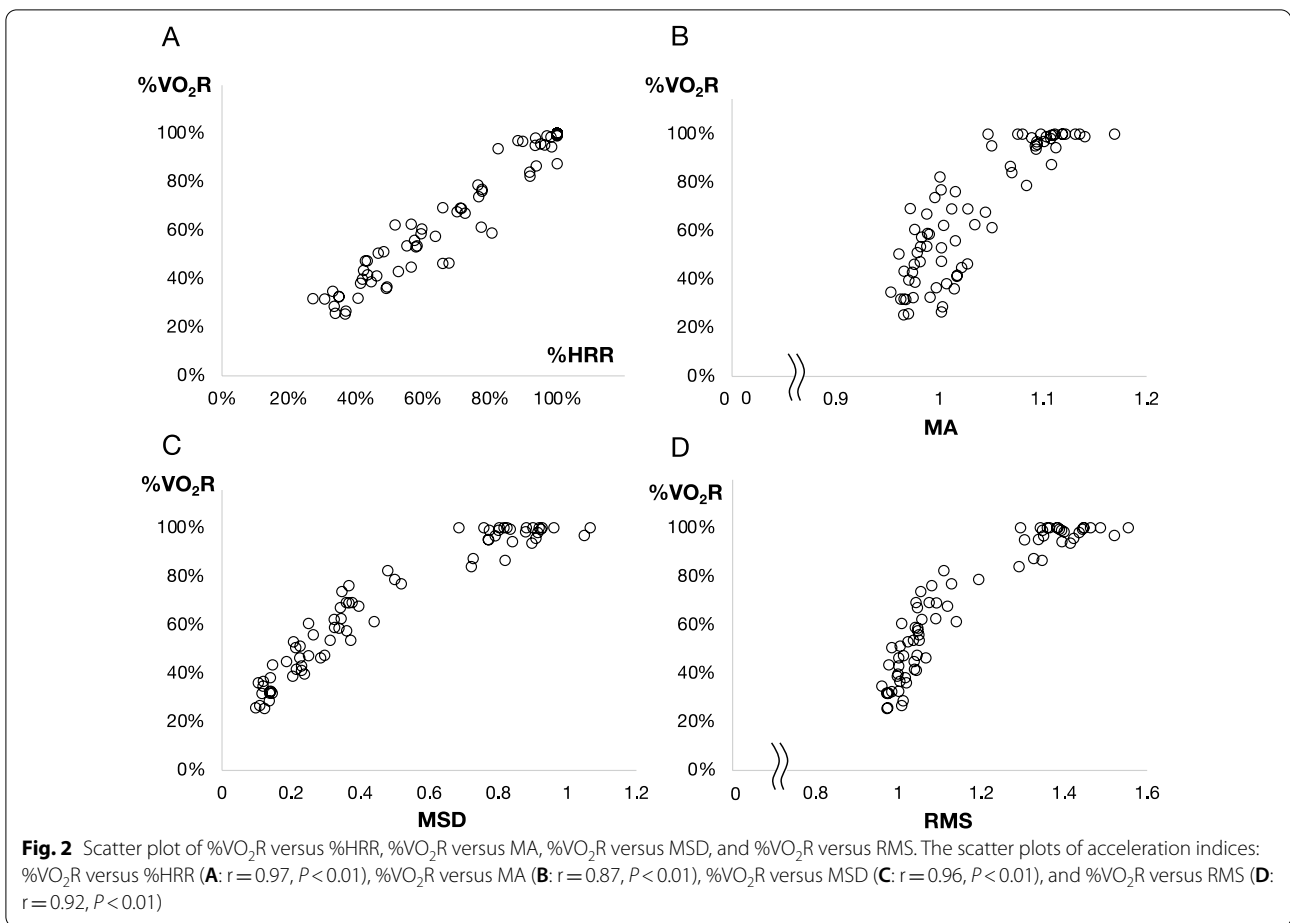 A
%VO₂R
100%
80%
60%
40%
20%
0%
%HRR
0% 20% 40% 60% 80% 100%
B
%VO₂R
100%
80%
60%
40%
20%
0%
0 0 0.9 1 1.1 1.2
MA
C
%VO₂R
100%
80%
60%
40%
20%
0%
0 0.2 0.4 0.6 0.8 1 1.2
MSD
D
%VO₂R
100%
80%
60%
40%
20%
0%
0 0.8 1 1.2 1.4 1.6
RMS
Fig. 2 Scatter plot of %VO₂R versus %HRR, %VO₂R versus MA, %VO₂R versus MSD, and %VO₂R versus RMS. The scatter plots of acceleration indices:
%VO₂R versus %HRR (A: r = 0.97, P < 0.01), %VO₂R versus MA (B: r = 0.87, P < 0.01), %VO₂R versus MSD (C: r = 0.96, P < 0.01), and %VO₂R versus RMS (D:
r = 0.92, P < 0.01)